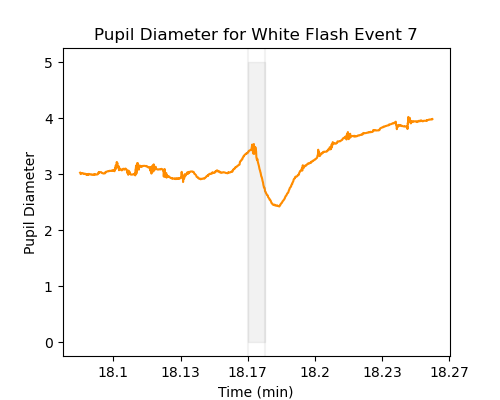 Pupil Diameter for White Flash Event 7
5
4
3
2
1
0
Pupil Diameter
18.1 18.13 18.17 18.2 18.23 18.27
Time (min)